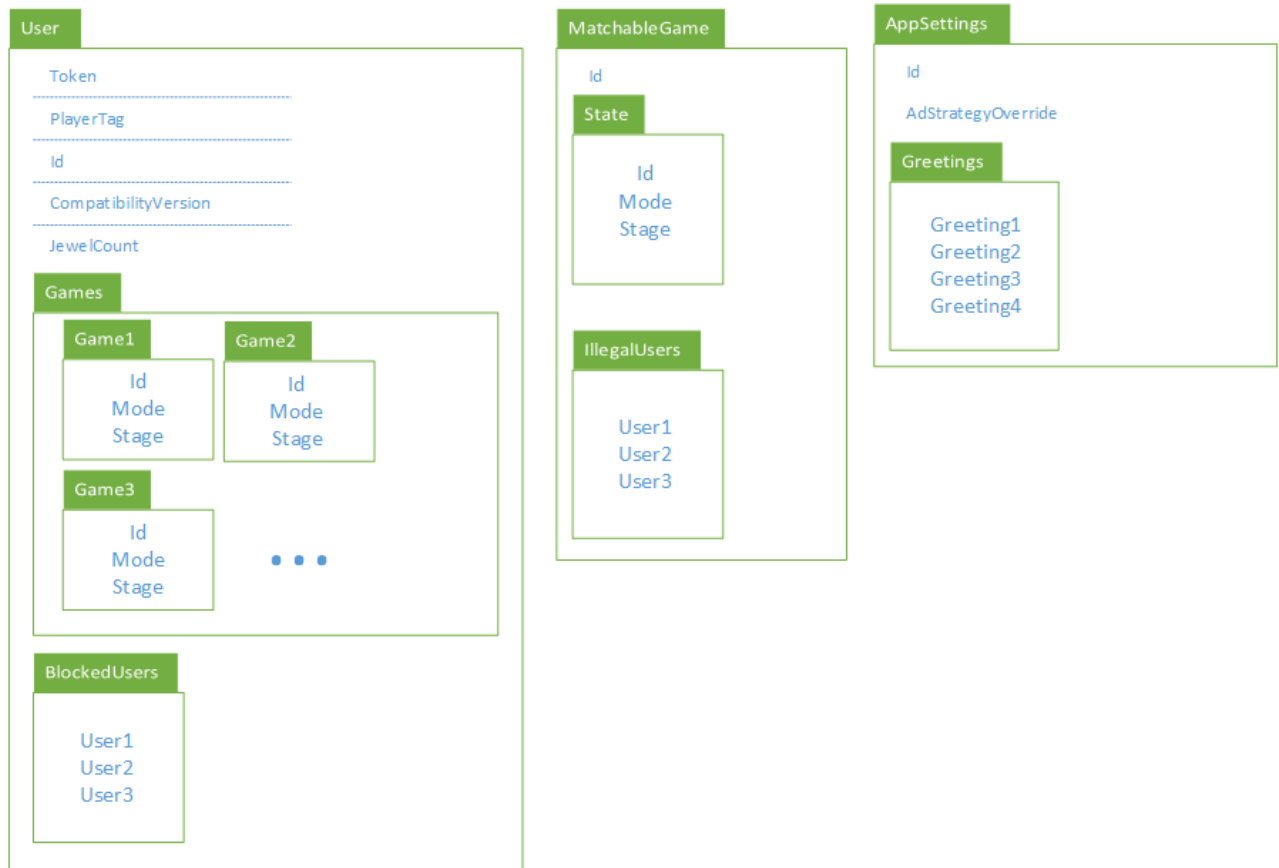 User
Token
PlayerTag
Id
CompatibilityVersion
JewelCount
Games
Game1
Id
Mode
Stage
Game2
Id
Mode
Stage
Game3
Id
Mode
Stage
...
BlockedUsers
User1
User2
User3
MatchableGame
Id
State
Id
Mode
Stage
IllegalUsers
User1
User2
User3
AppSettings
Id
AdStrategyOverride
Greetings
Greeting1
Greeting2
Greeting3
Greeting4